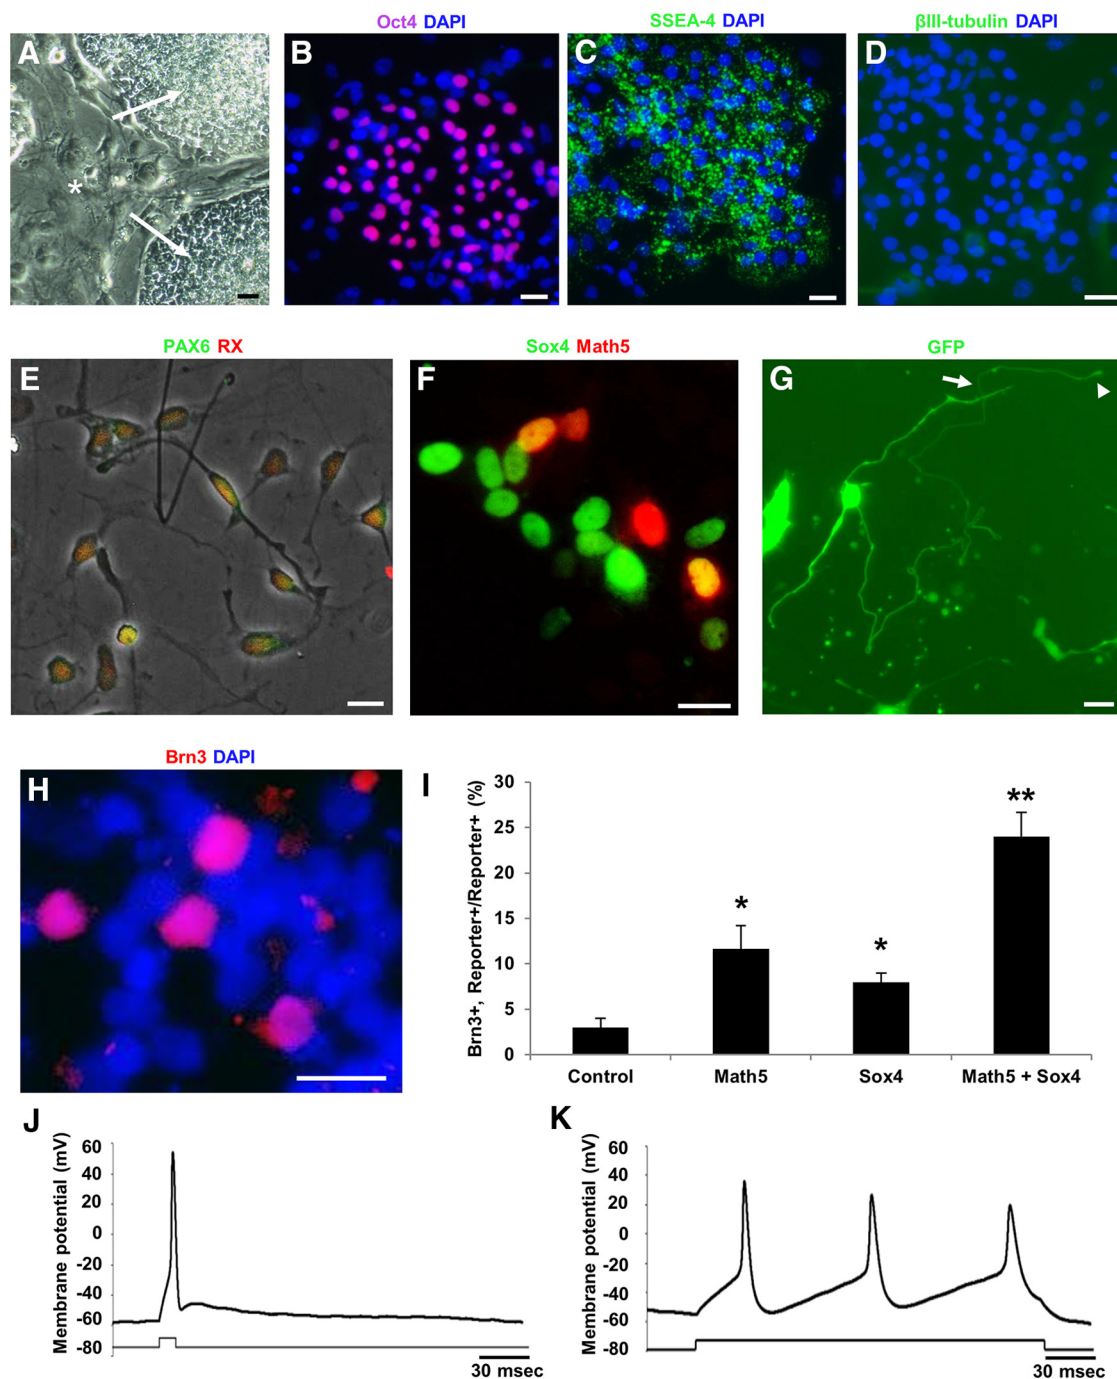 Oct4 DAPI
SSEA-4 DAPI
βIII-tubulin DAPI
A
B
C
D
*
PAX6 RX
Sox4 Math5
GFP
E
F
G
Brn3 DAPI
H
I
Brn3+, Reporter+/Reporter+ (%)
30
25
20
15
10
5
0
*
*
**
Control
Math5
Sox4
Math5 + Sox4
J
Membrane potential (mV)
60
40
20
0
-20
-40
-60
-80
30 msec
K
Membrane potential (mV)
60
40
20
0
-20
-40
-60
-80
30 msec